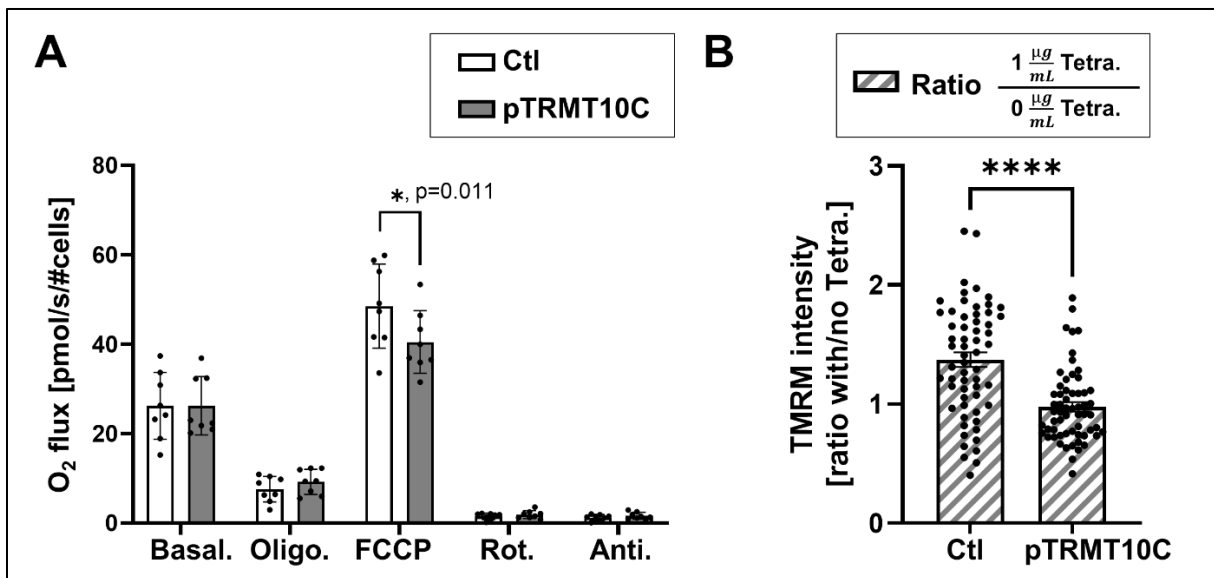 A
Ctl
pTRMT10C
O₂ flux [pmol/s/#cells]
80
60
40
20
0
*, p=0.011
Basal. Oligo. FCCP Rot. Anti.
B
Ratio 1 μg/mL Tetra. / 0 μg/mL Tetra.
TMRM intensity
[ratio with/no Tetra.]
3
2
1
0
****
Ctl pTRMT10C